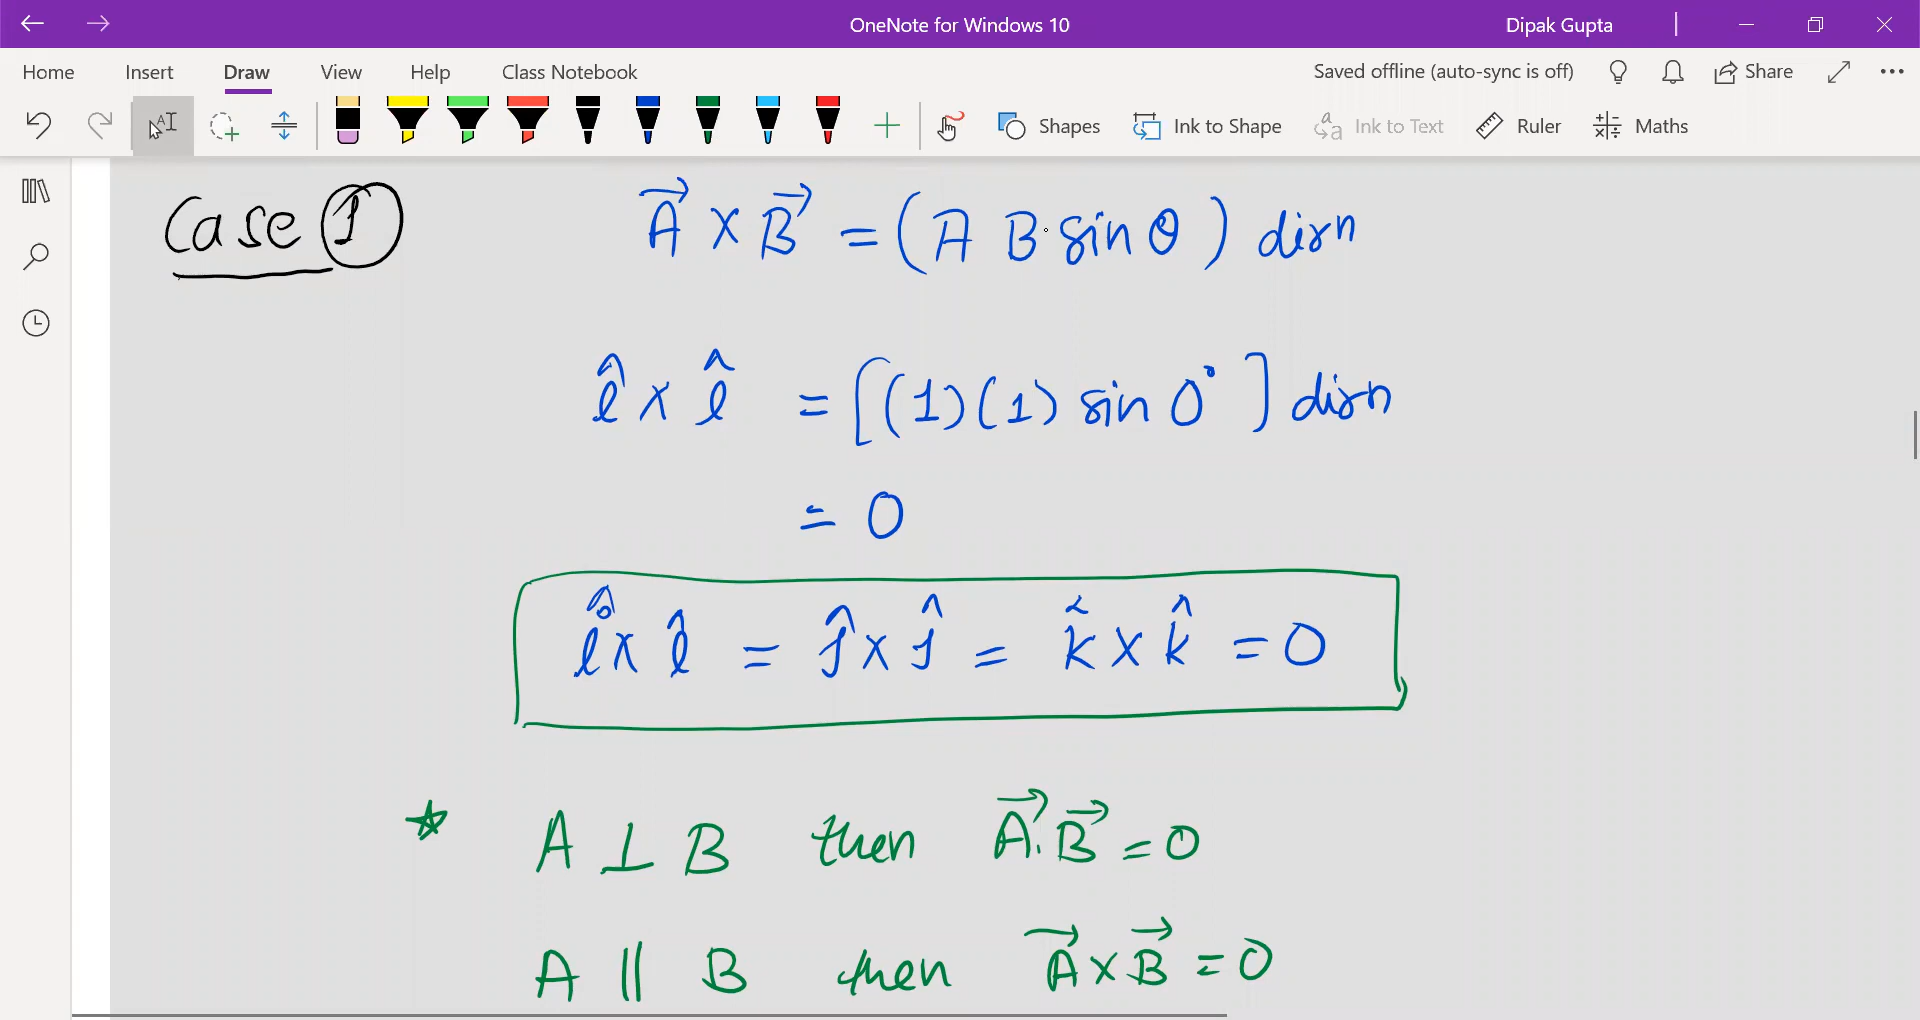 OneNote for Windows 10
Dipak Gupta
Home Insert Draw View Help Class Notebook
Saved offline (auto-sync is off) Share
Shapes Ink to Shape Ink to Text Ruler Maths
Case ①
A⃗ × B⃗ = (A B sin θ) dirn
î × î = [(1)(1) sin 0°] dirn
= 0
î × î = ĵ × ĵ = k̂ × k̂ = 0
☆ A ⊥ B then A⃗.B⃗ = 0
A || B then A⃗ × B⃗ = 0